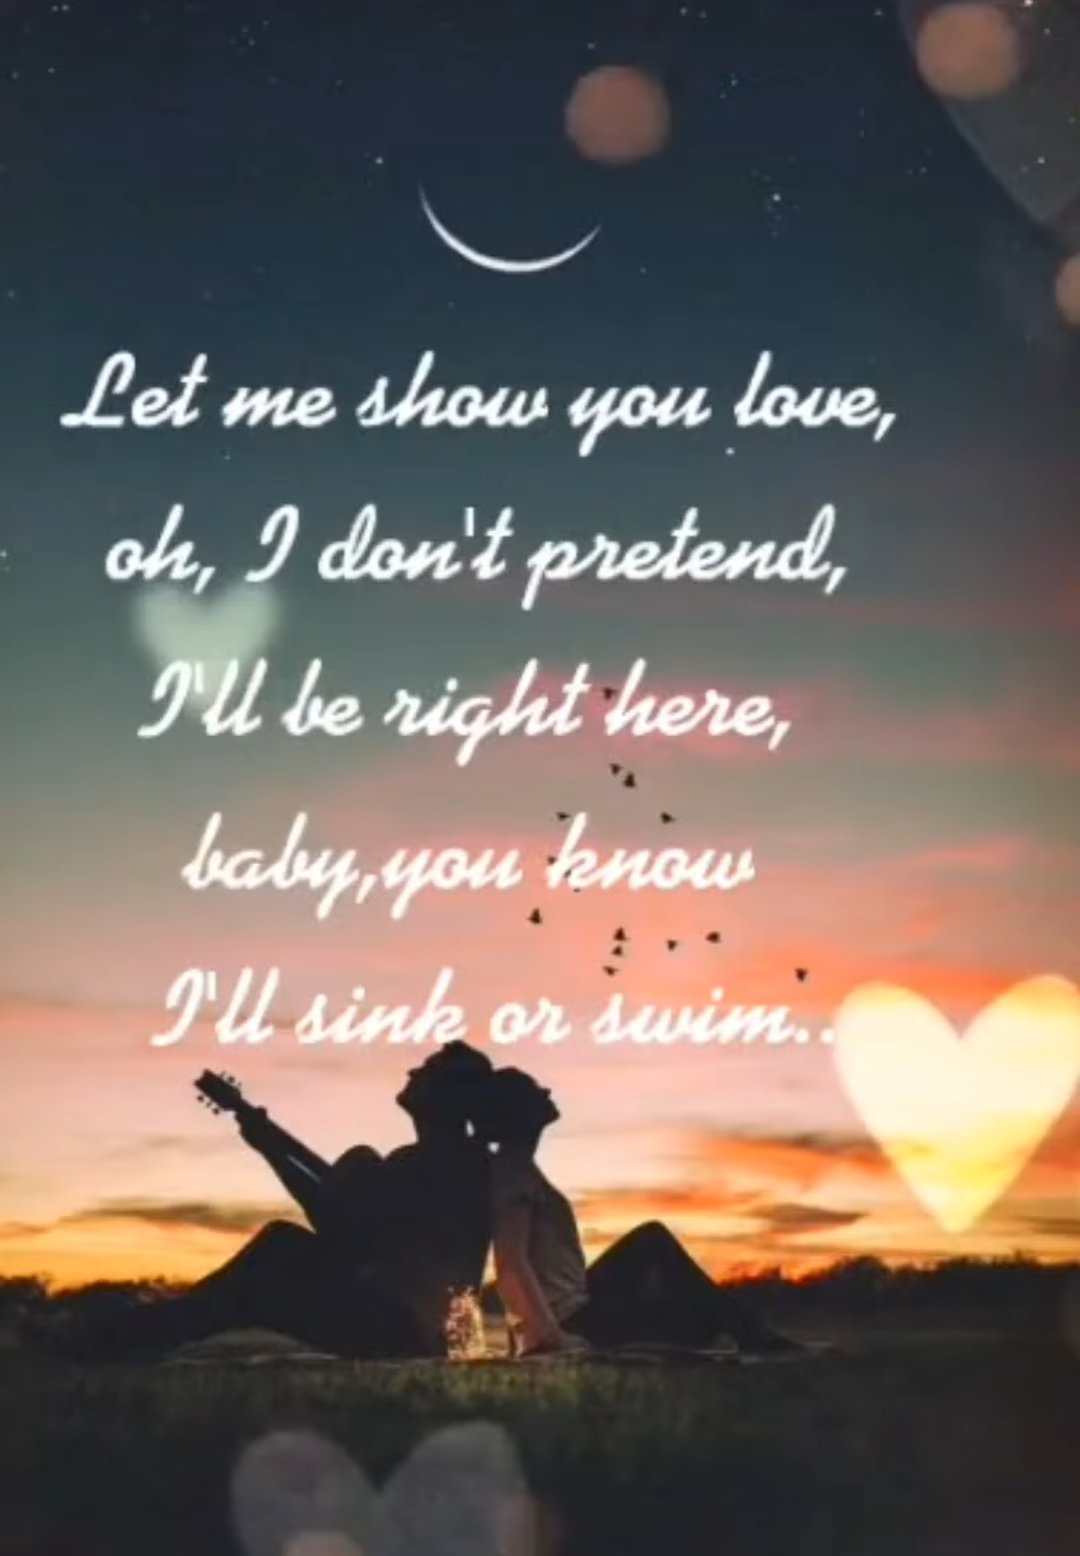 Let me show you love,
oh, I don't pretend,
I'll be right here,
baby,you know
I'll sink or swim..